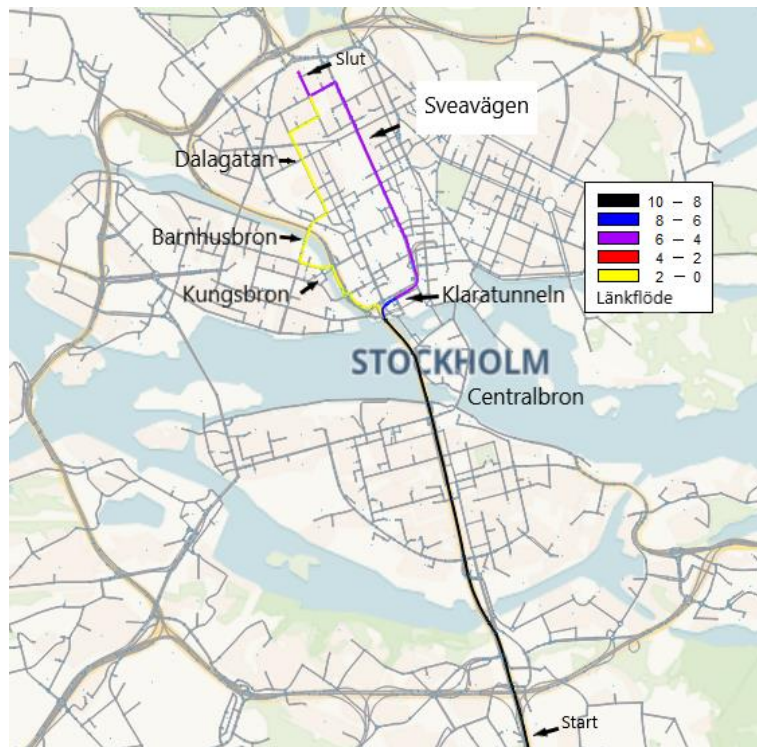 Slut
Sveavägen
Dalagatan
10 – 8
8 – 6
6 – 4
4 – 2
2 – 0
Länkflöde
Barnhusbron
Kungsbron
Klaratunneln
STOCKHOLM
Centralbron
Start